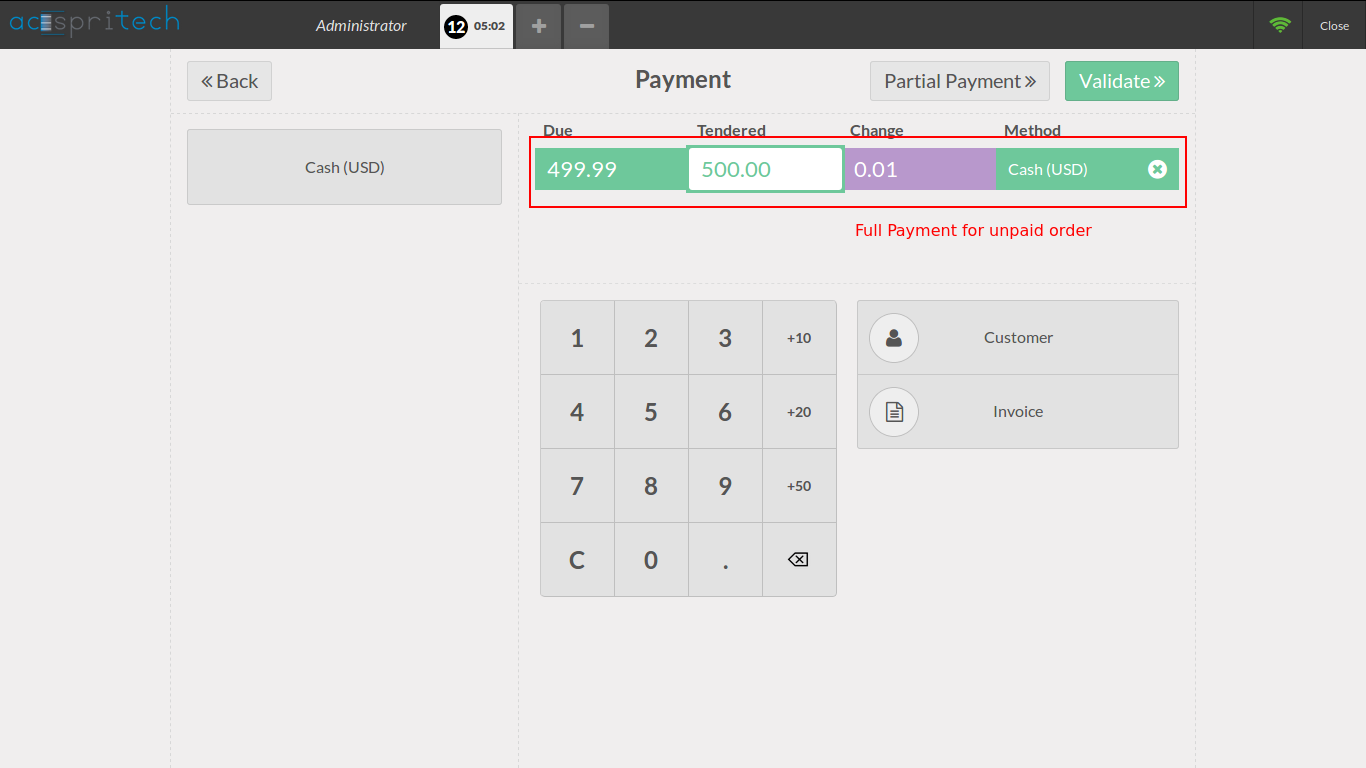 acespritech
Administrator
12 05:02
Close
Back
Payment
Partial Payment
Validate
Cash (USD)
Due Tendered Change Method
499.99 500.00 0.01 Cash (USD)
Full Payment for unpaid order
1 2 3 +10
4 5 6 +20
7 8 9 +50
C 0 .
Customer
Invoice